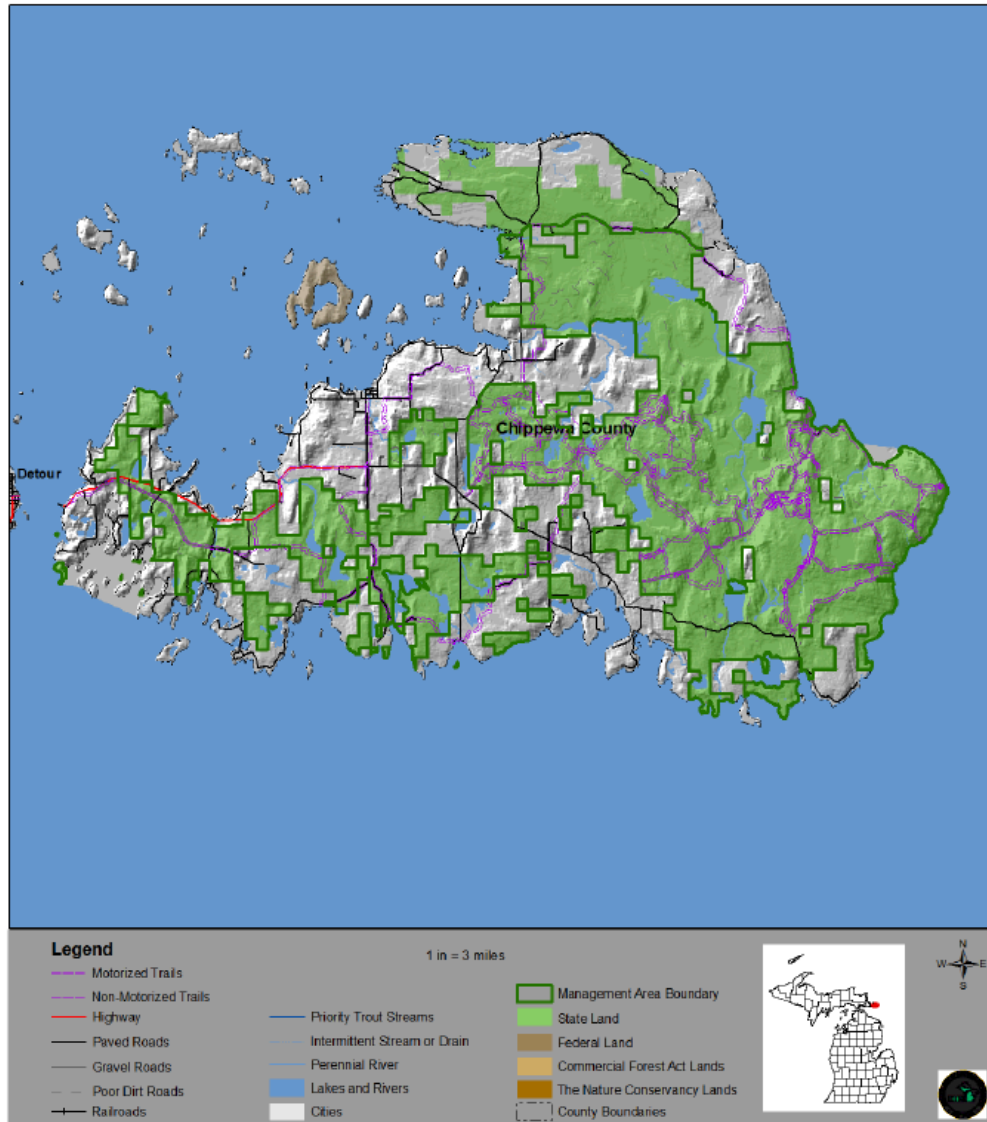 Chippewa County
Detour
Legend
1 in = 3 miles
Motorized Trails
Non-Motorized Trails
Highway
Paved Roads
Gravel Roads
Poor Dirt Roads
Railroads
Priority Trout Streams
Intermittent Stream or Drain
Perennial River
Lakes and Rivers
Cities
Management Area Boundary
State Land
Federal Land
Commercial Forest Act Lands
The Nature Conservancy Lands
County Boundaries
N
W E
S